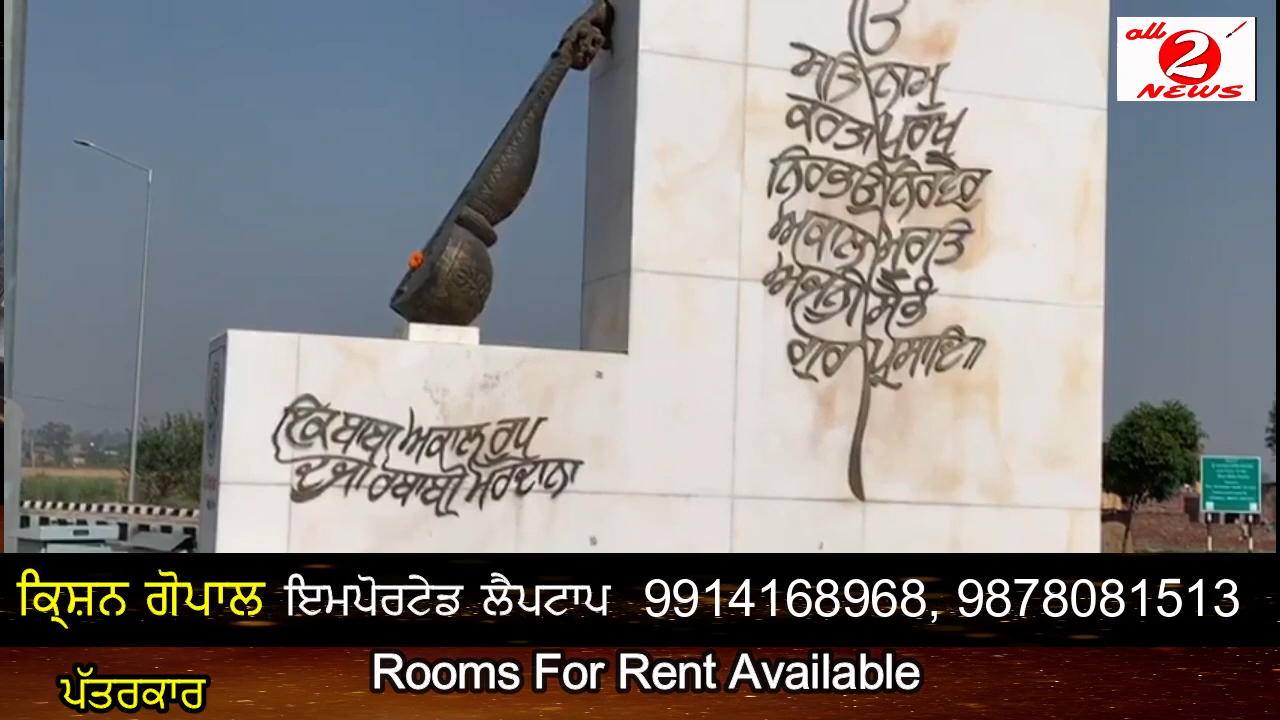 all
2
NEWS
ੴ
ਸਤਿ ਨਾਮੁ
ਕਰਤਾ ਪੁਰਖੁ
ਨਿਰਭਉ ਨਿਰਵੈਰੁ
ਅਕਾਲ ਮੂਰਤਿ
ਅਜੂਨੀ ਸੈਭੰ
ਗੁਰ ਪ੍ਰਸਾਦਿ॥
ਇਕ ਬਾਬਾ ਅਕਾਲ ਰੂਪ
ਦੂਜਾ ਰਬਾਬੀ ਮਰਦਾਨਾ
ਕ੍ਰਿਸ਼ਨ ਗੋਪਾਲ ਇਮਪੋਰਟੇਡ ਲੈਪਟਾਪ 9914168968, 9878081513
Rooms For Rent Available
ਪੱਤਰਕਾਰ